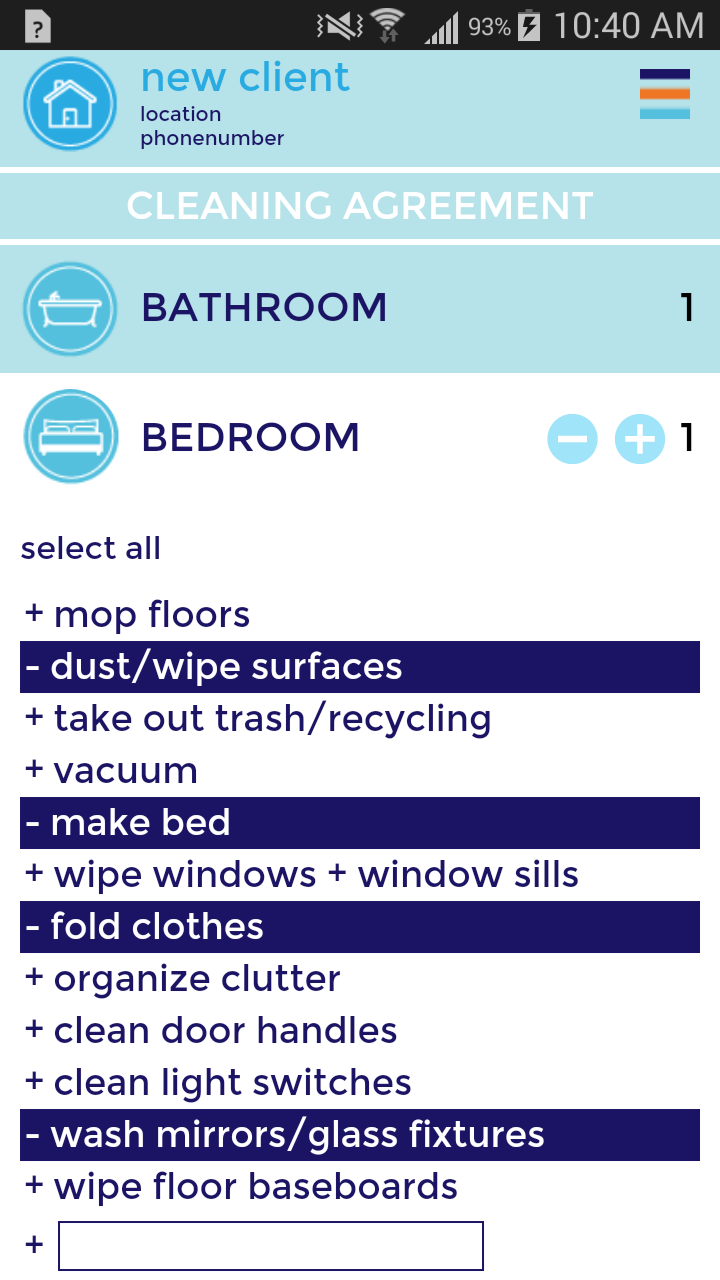 93% 10:40 AM
new client
location
phonenumber
CLEANING AGREEMENT
BATHROOM 1
BEDROOM 1
select all
+ mop floors
- dust/wipe surfaces
+ take out trash/recycling
+ vacuum
- make bed
+ wipe windows + window sills
- fold clothes
+ organize clutter
+ clean door handles
+ clean light switches
- wash mirrors/glass fixtures
+ wipe floor baseboards
+